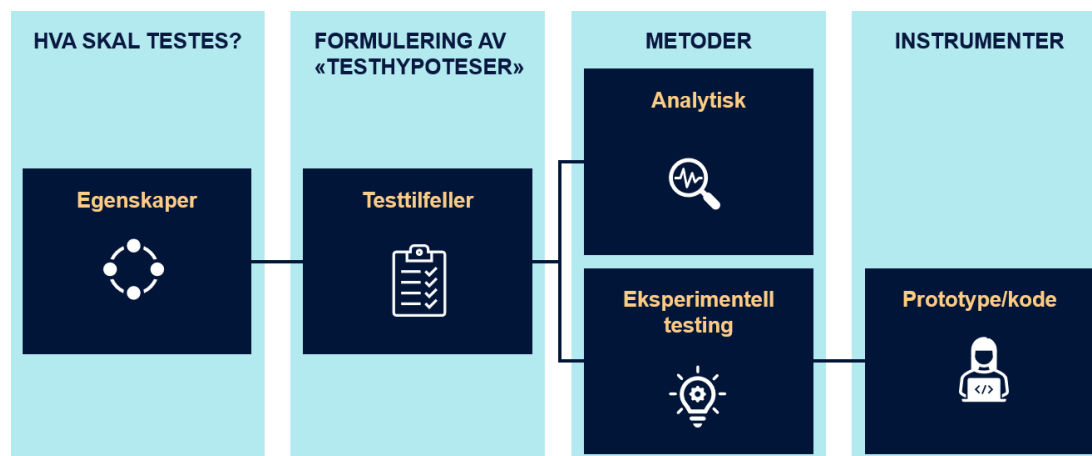 HVA SKAL TESTES?
FORMULERING AV
«TESTHYPOTESER»
METODER
INSTRUMENTER
Egenskaper
Testtilfeller
Analytisk
Eksperimentell
testing
Prototype/kode